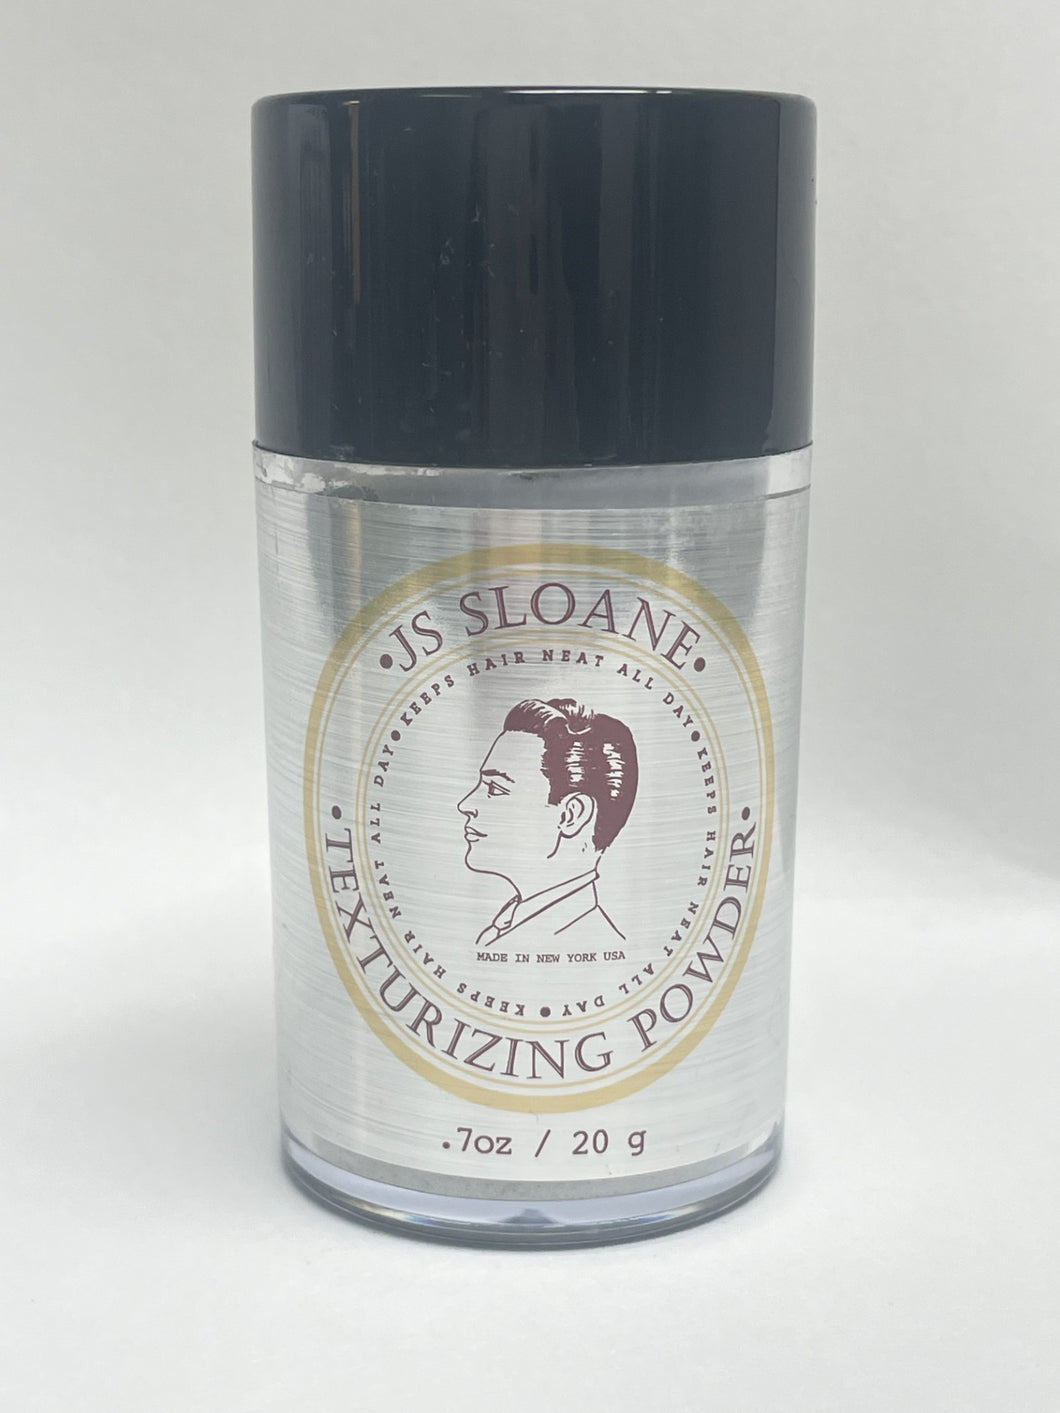 •JS SLOANE•
•KEEPS HAIR NEAT ALL DAY•KEEPS HAIR NEAT ALL DAY•KEEPS HAIR NEAT ALL DAY
MADE IN NEW YORK USA
•TEXTURIZING POWDER•
.7oz / 20 g